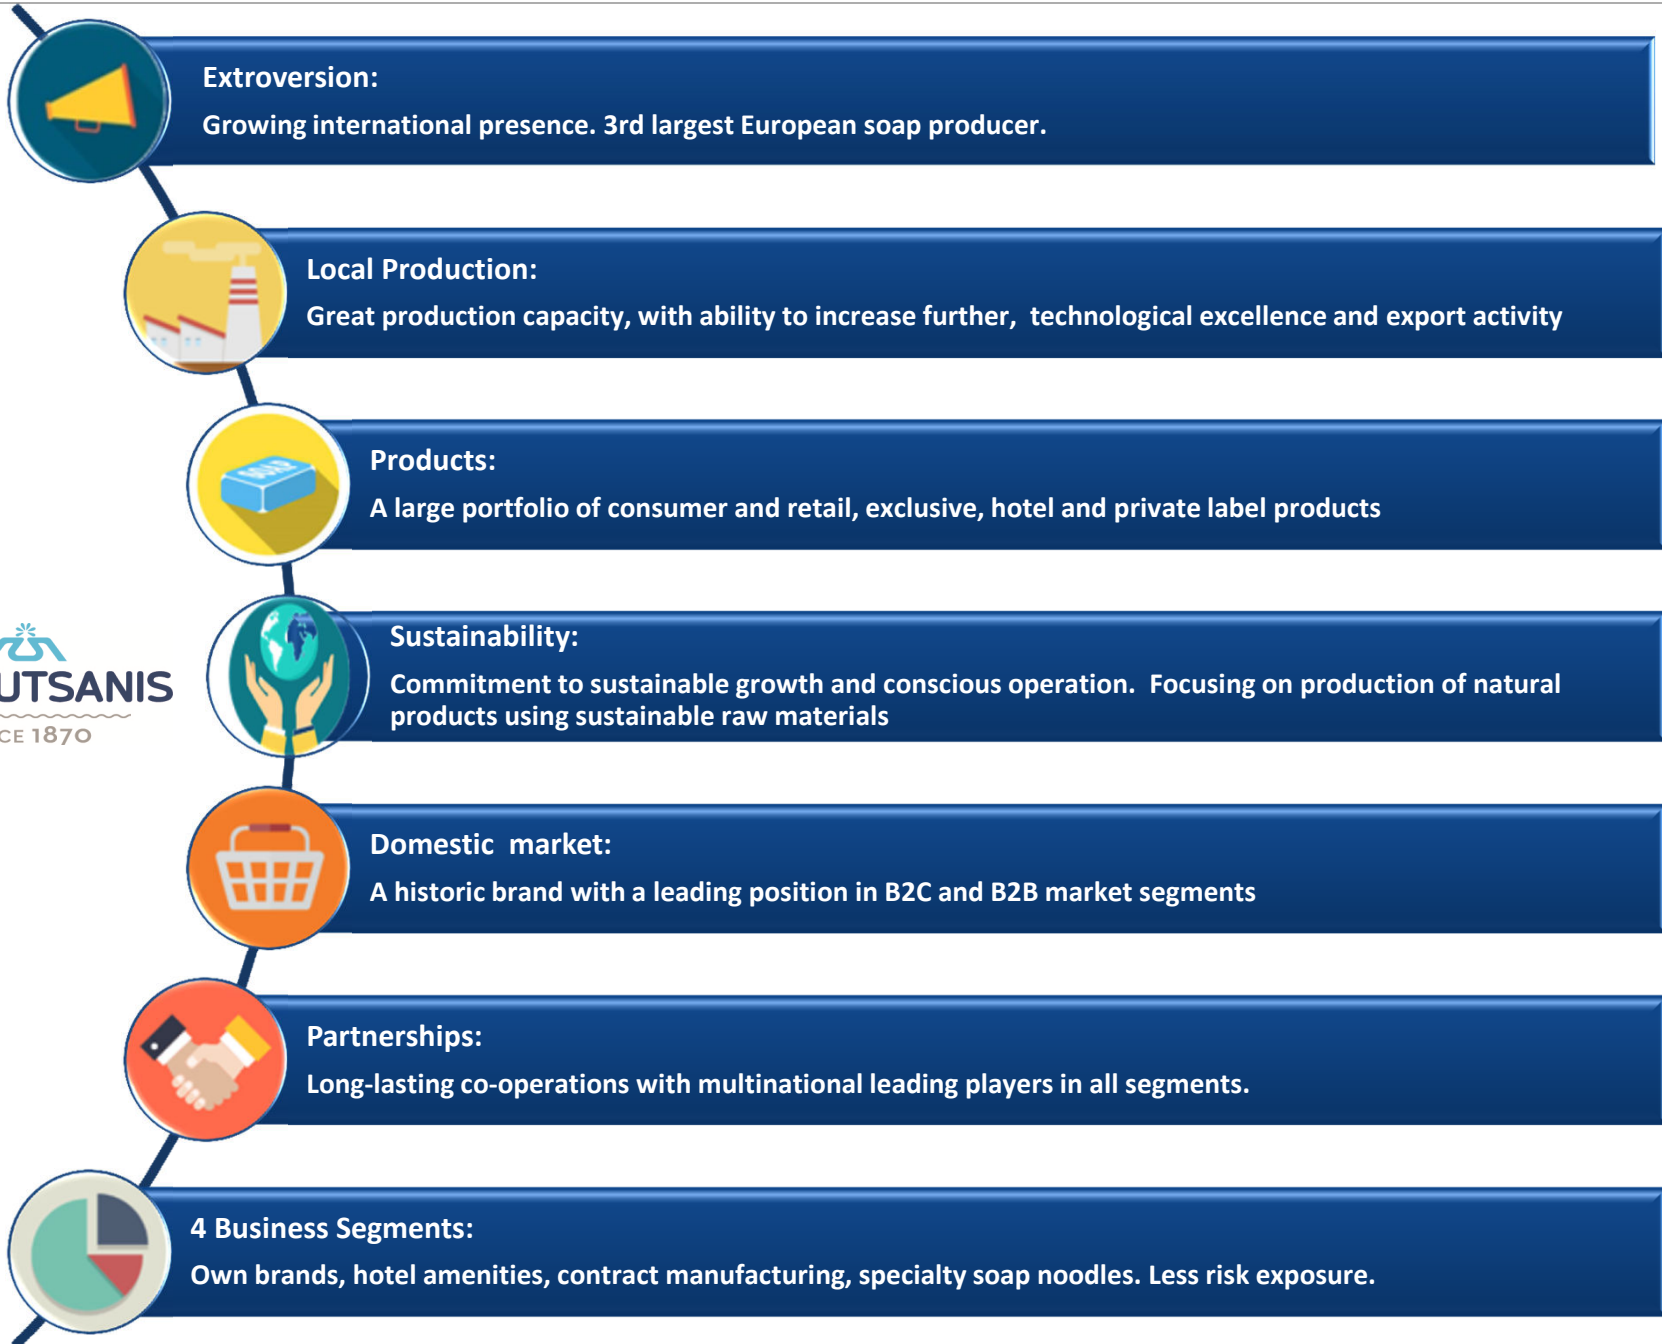 Extroversion:
Growing international presence. 3rd largest European soap producer.
Local Production:
Great production capacity, with ability to increase further,  technological excellence and export activity
Products:
A large portfolio of consumer and retail, exclusive, hotel and private label products
SOAP
Sustainability:
Commitment to sustainable growth and conscious operation.  Focusing on production of natural
products using sustainable raw materials
UTSANIS
CE 1870
Domestic  market:
A historic brand with a leading position in B2C and B2B market segments
Partnerships:
Long-lasting co-operations with multinational leading players in all segments.
4 Business Segments:
Own brands, hotel amenities, contract manufacturing, specialty soap noodles. Less risk exposure.